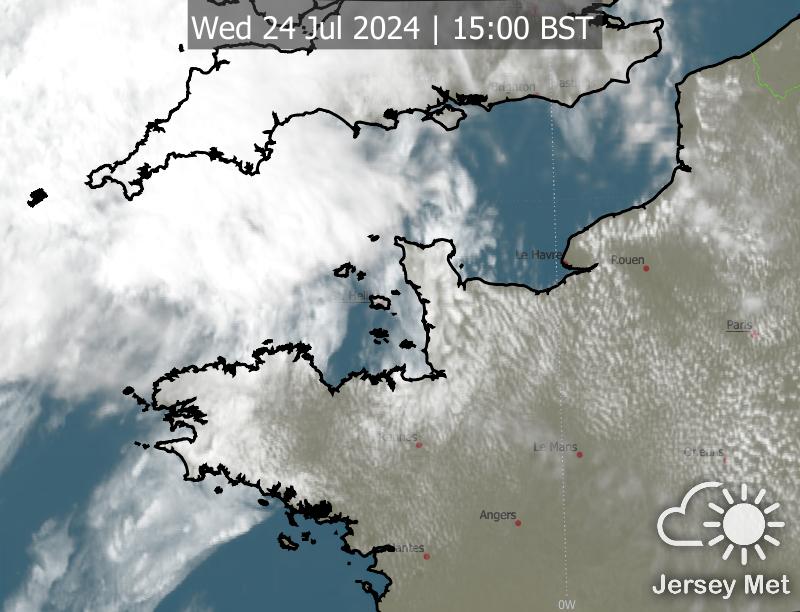 Wed 24 Jul 2024 | 15:00 BST
Le Havre
Rouen
Paris
Rennes
Le Mans
Orléans
Angers
Nantes
Jersey Met
0W